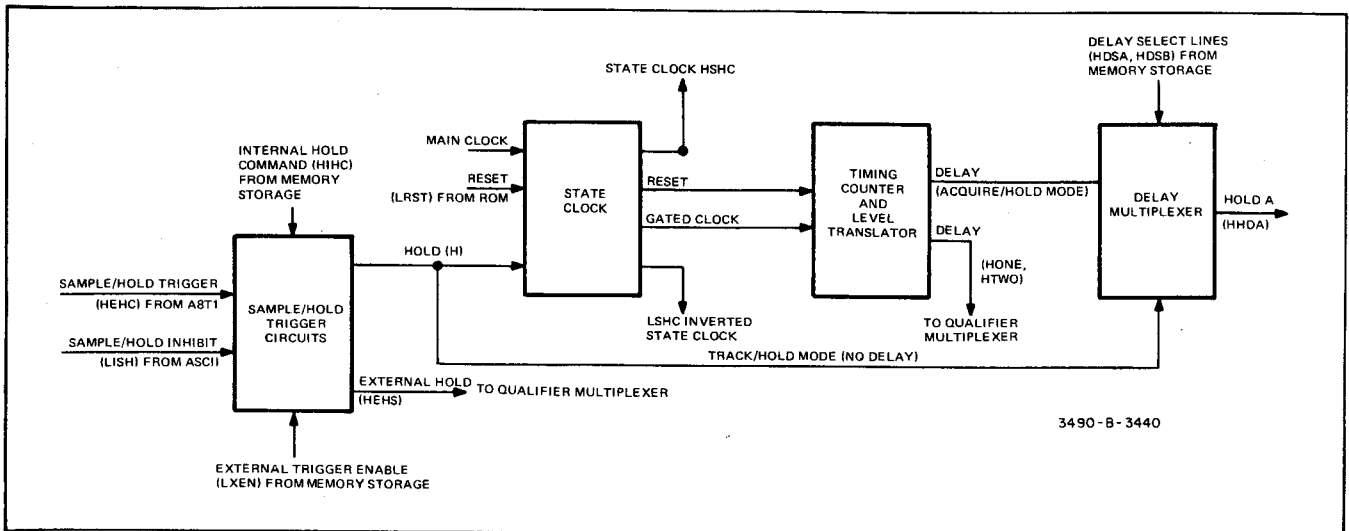 DELAY SELECT LINES
(HDSA, HDSB) FROM
MEMORY STORAGE
STATE CLOCK HSHC
INTERNAL HOLD
COMMAND (HIHC)
FROM MEMORY
STORAGE
MAIN CLOCK
RESET
(LRST) FROM ROM
STATE
CLOCK
RESET
GATED CLOCK
TIMING
COUNTER
AND
LEVEL
TRANSLATOR
DELAY
(ACQUIRE/HOLD MODE)
DELAY
(HONE,
HTWO)
TO QUALIFIER
MULTIPLEXER
DELAY
MULTIPLEXER
HOLD A
(HHDA)
HOLD (H)
SAMPLE/HOLD TRIGGER
(HEHC) FROM A8T1
SAMPLE/HOLD INHIBIT
(LISH) FROM ASCII
SAMPLE/HOLD
TRIGGER
CIRCUITS
LSHC INVERTED
STATE CLOCK
TRACK/HOLD MODE (NO DELAY)
EXTERNAL HOLD
(HEHS)
TO QUALIFIER MULTIPLEXER
EXTERNAL TRIGGER ENABLE
(LXEN) FROM MEMORY STORAGE
3490-B-3440